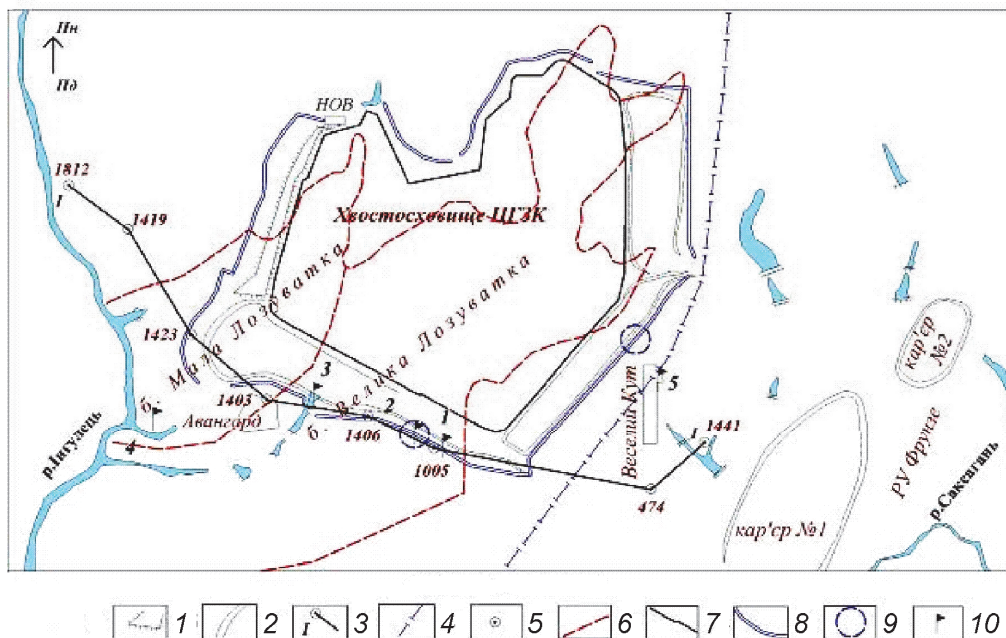 Пн
Пд
НОВ
1812
I
1419
Хвостосховище ЦГЗК
б. Мала Лозуватка
б. Велика Лозуватка
1423
кар'єр №2
3
5
1403
Авангард
2
1
1406
1005
Веселий Кут
I
1441
4
р.Інгулець
474
РУ Фрунзе
р.Саксагань
кар'єр №1
1 2 I 3 4 5 6 7 8 9 10